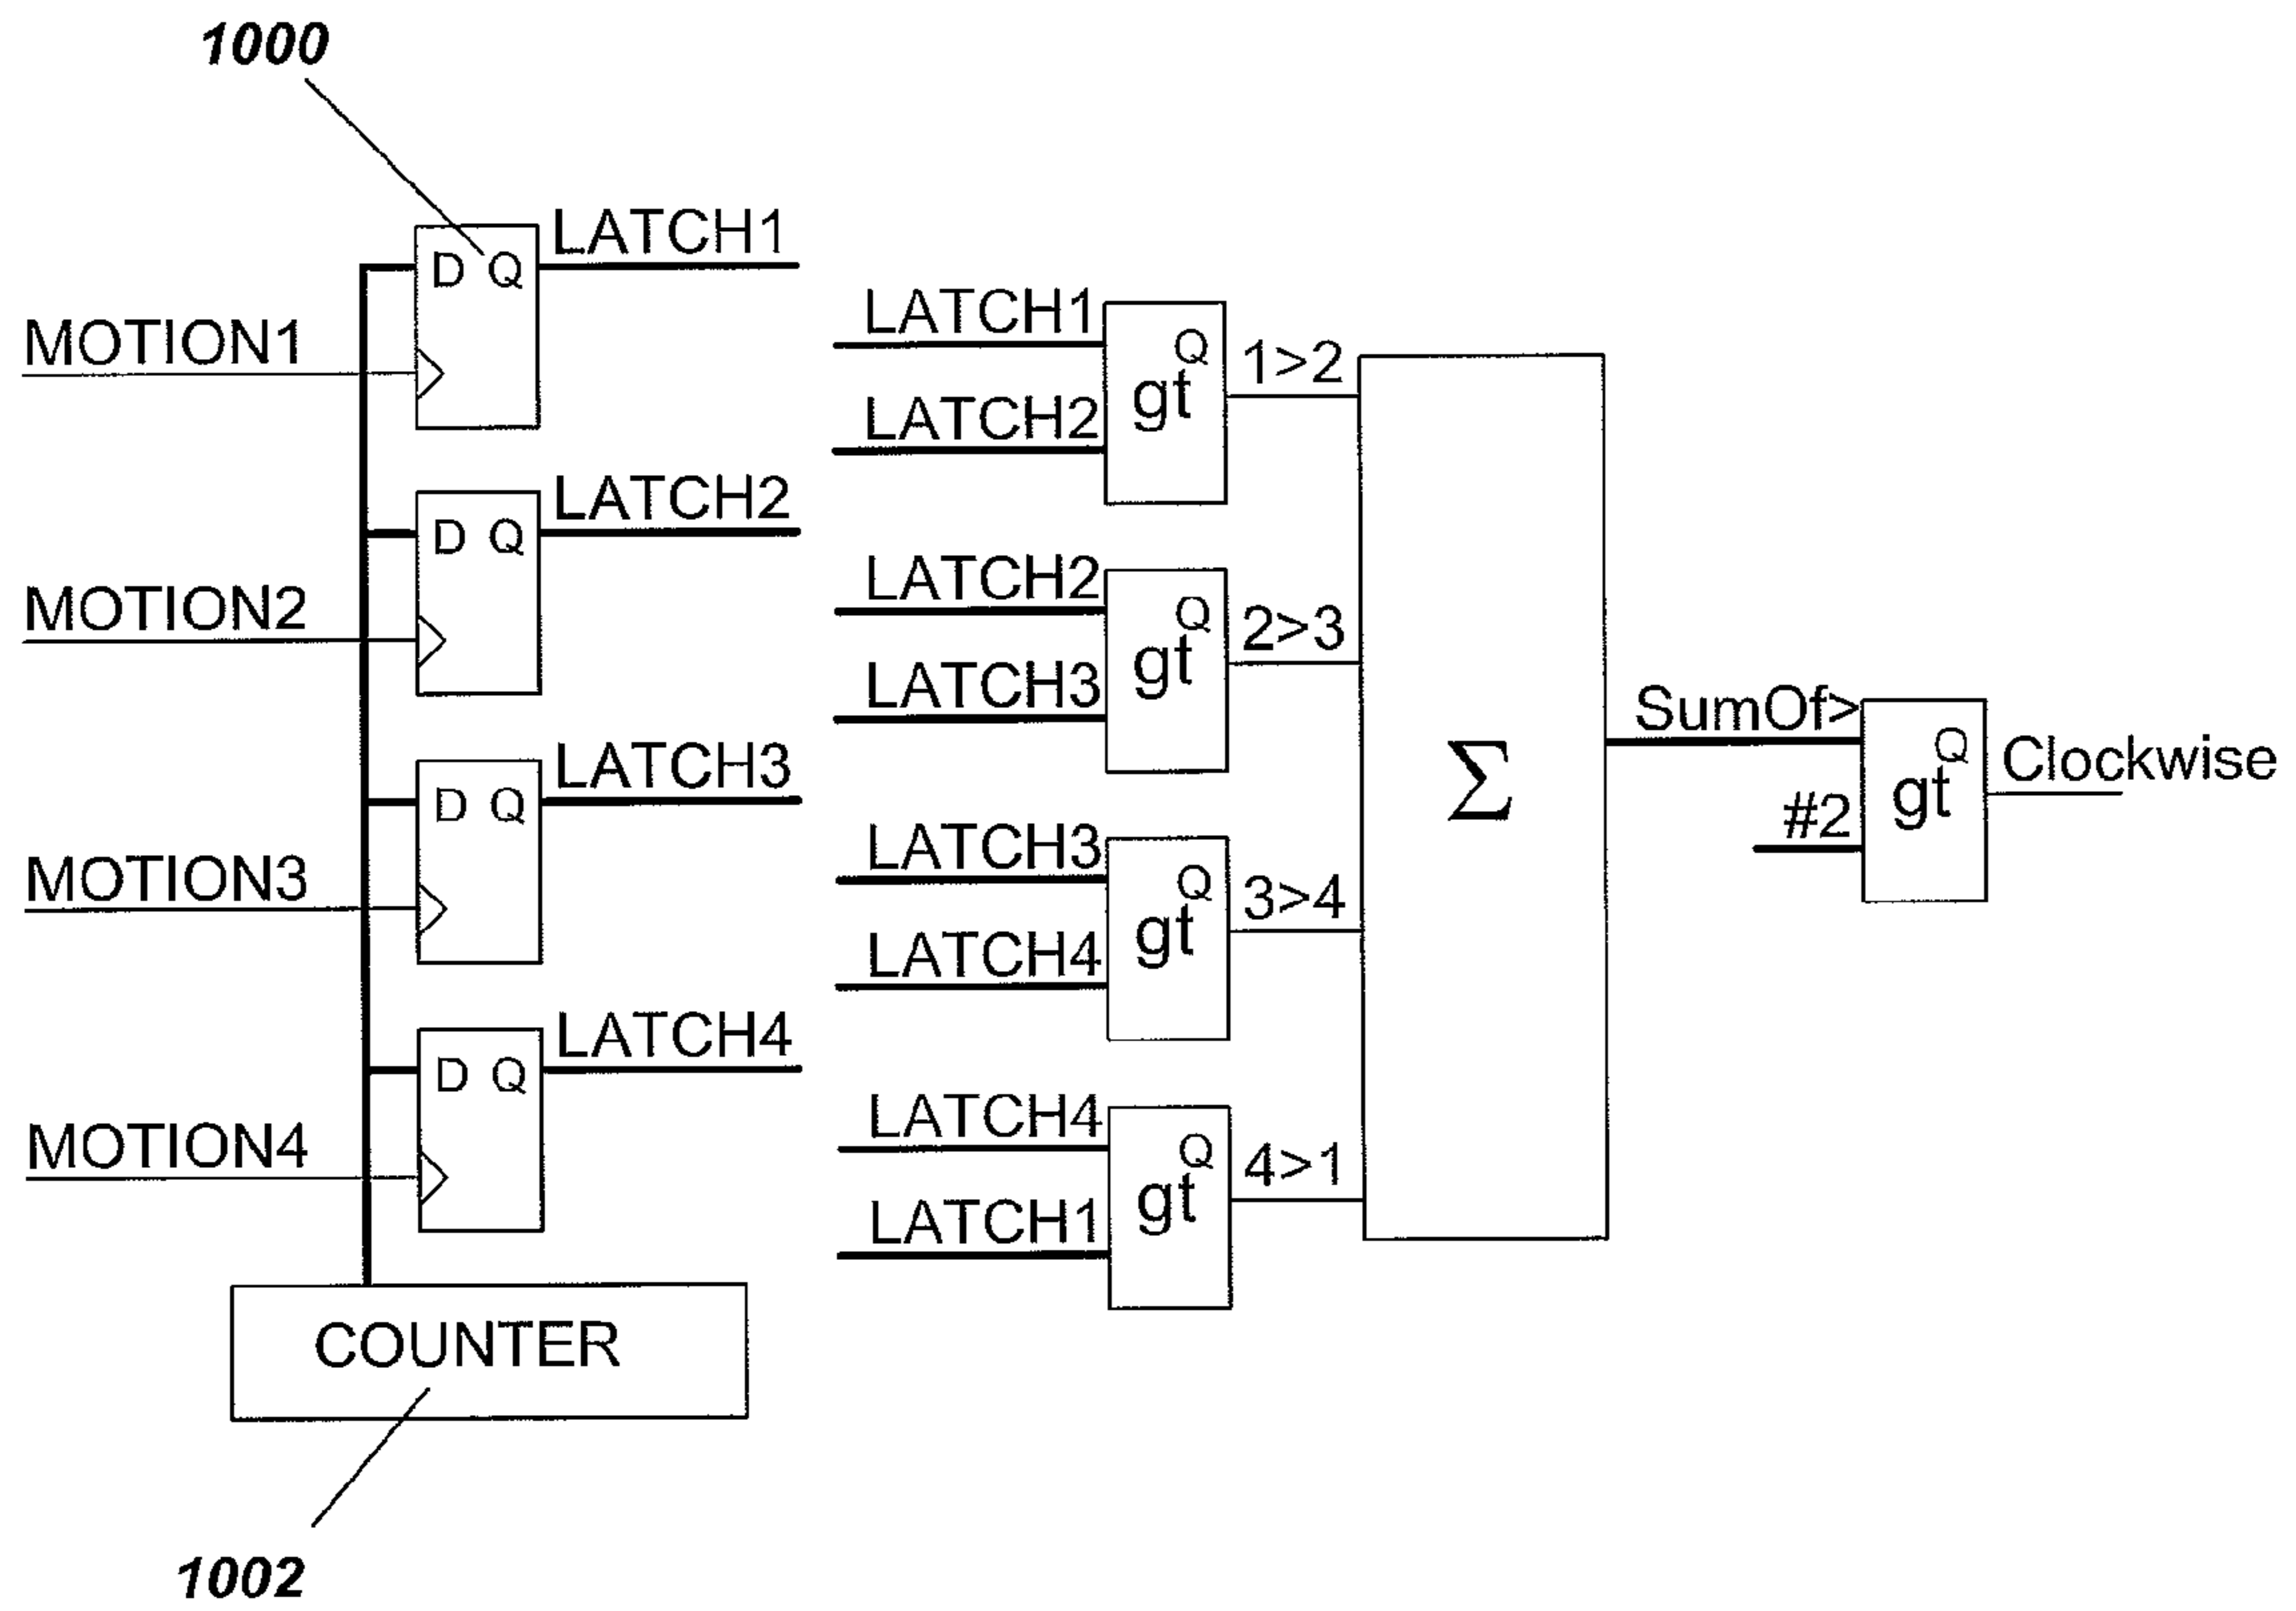 1000
MOTION1
D Q
LATCH1
MOTION2
D Q
LATCH2
MOTION3
D Q
LATCH3
MOTION4
D Q
LATCH4
COUNTER
1002
LATCH1
LATCH2
Q
gt
1>2
LATCH2
LATCH3
Q
gt
2>3
LATCH3
LATCH4
Q
gt
3>4
LATCH4
LATCH1
Q
gt
4>1
Σ
SumOf>
#2
Q
gt
Clockwise